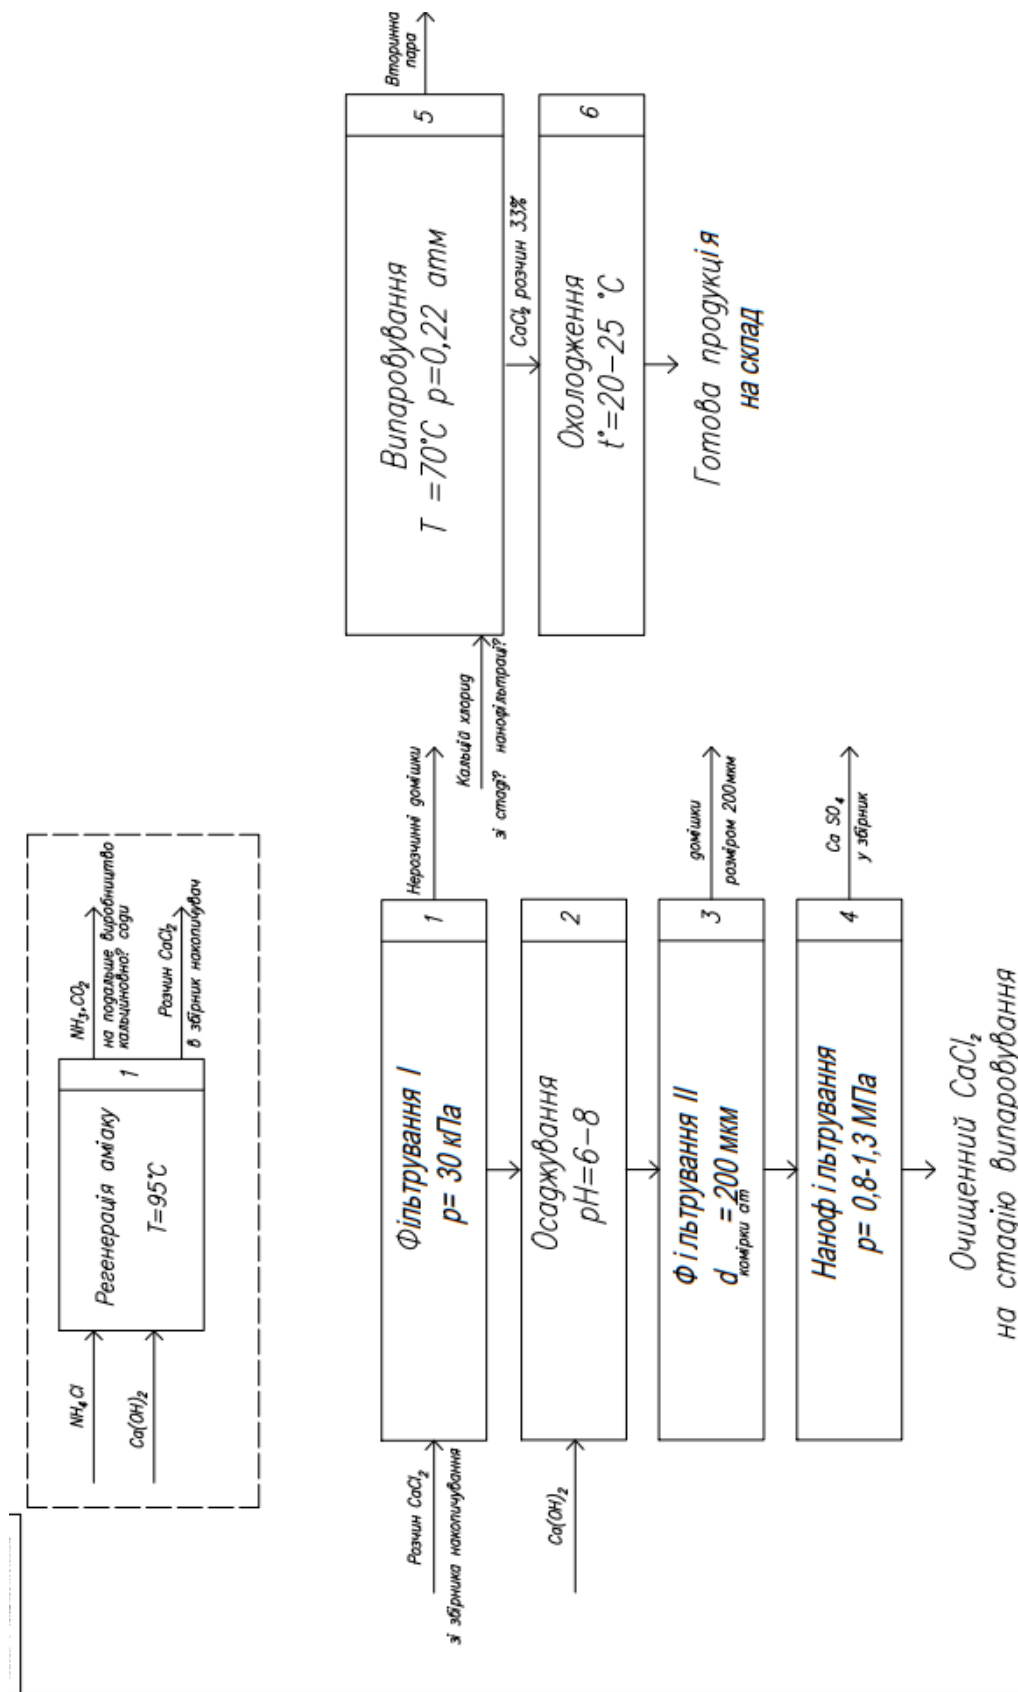 NH₄Cl
Ca(OH)₂
Регенерація аміаку
T=95°C
1
NH₃,CO₂
на подальше виробництво
кальциновно? соди
Розчин CaCl₂
в збірник накопичувач
Розчин CaCl₂
зі збірника накопичування
Фільтрування I
p= 30 кПа
1
Нерозчинні домішки
Ca(OH)₂
Осаджування
pH=6-8
2
Фільтрування II
d комірки ат = 200 мкм
3
домішки
розміром 200мкм
Нанофільтрування
p= 0,8-1,3 МПа
4
Ca SO₄
у збірник
Очищенний CaCl₂
на стадію випаровування
Кальцій хлорид
зі стаді? нанофільтраці?
Випаровування
T =70°C p=0,22 атм
5
Вторинна
пара
CaCl₂ розчин 33%
Охолодження
t°=20-25 °C
6
Готова продукція
на склад